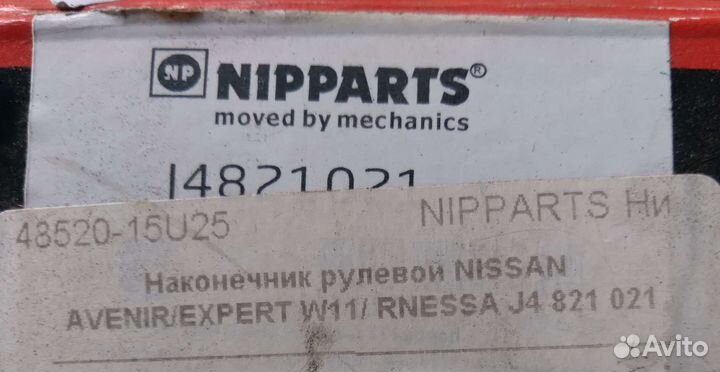 NP NIPPARTS®
moved by mechanics
J4821021
48520-15U25 NIPPARTS Ни
Наконечник рулевой NISSAN
AVENIR/EXPERT W11/ RNESSA J4 821 021
Avito